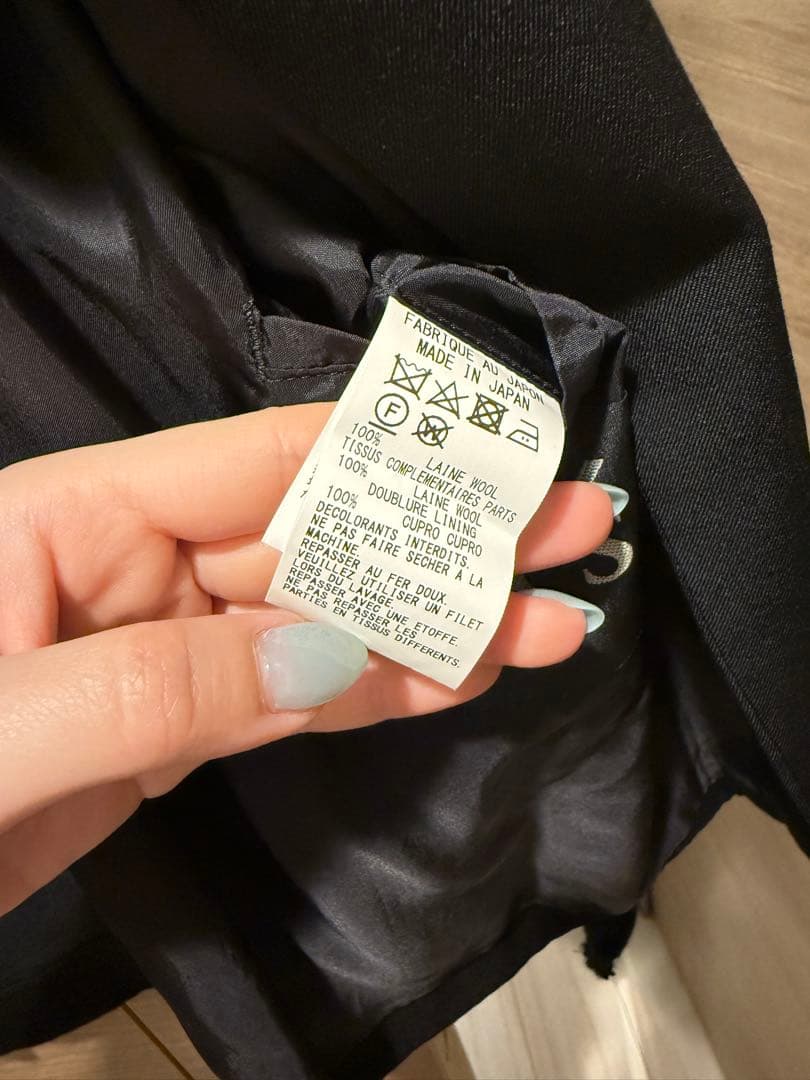 FABRIQUE AU JAPON
MADE IN JAPAN
F
100%
LAINE WOOL
TISSUS COMPLEMENTAIRES PARTS
100%
LAINE WOOL
DOUBLURE LINING
100%
CUPRO CUPRO
DECOLORANTS INTERDITS.
NE PAS FAIRE SECHER À LA
MACHINE.
REPASSER AU FER DOUX.
VEUILLEZ UTILISER UN FILET
LORS DU LAVAGE.
REPASSER AVEC UNE ETOFFE.
NE PAS REPASSER LES
PARTIES EN TISSUS DIFFERENTS.